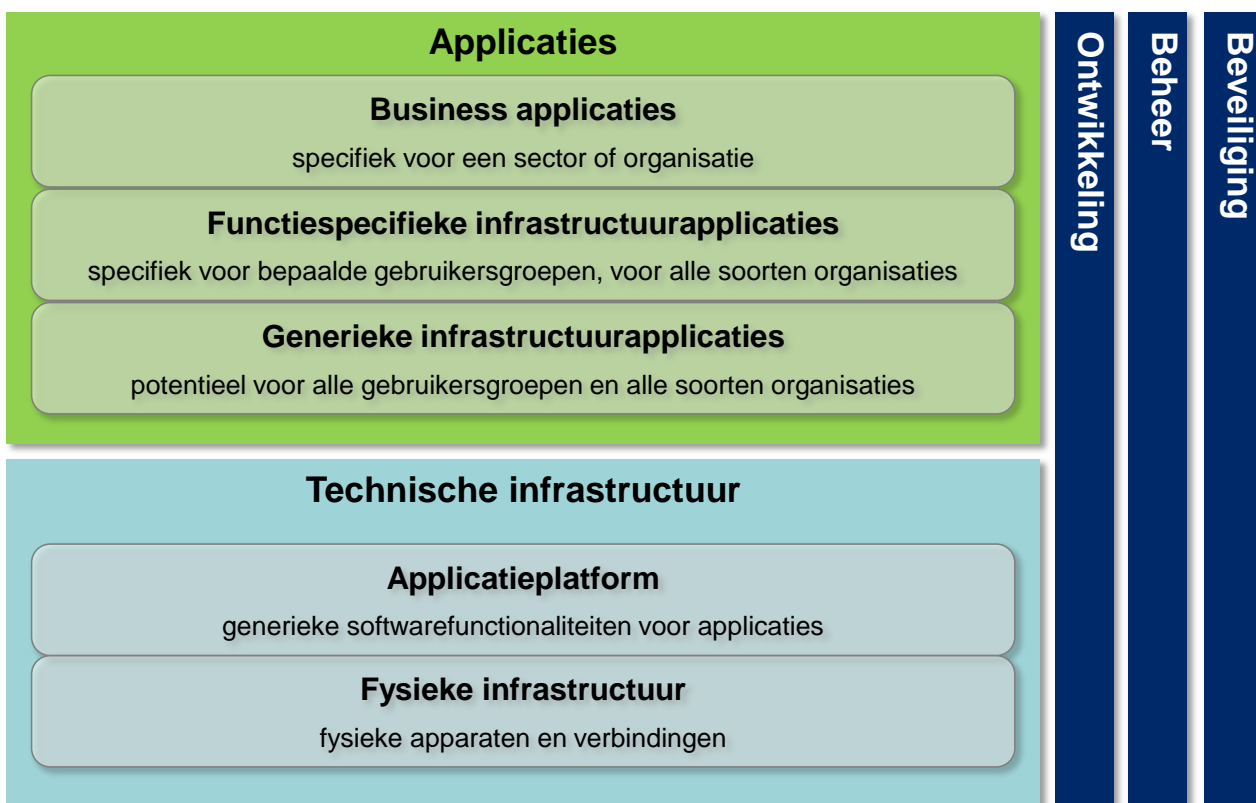 Applicaties
Business applicaties
specifiek voor een sector of organisatie
Functiespecifieke infrastructuurapplicaties
specifiek voor bepaalde gebruikersgroepen, voor alle soorten organisaties
Generieke infrastructuurapplicaties
potentieel voor alle gebruikersgroepen en alle soorten organisaties
Technische infrastructuur
Applicatieplatform
generieke softwarefunctionaliteiten voor applicaties
Fysieke infrastructuur
fysieke apparaten en verbindingen
Ontwikkeling
Beheer
Beveiliging